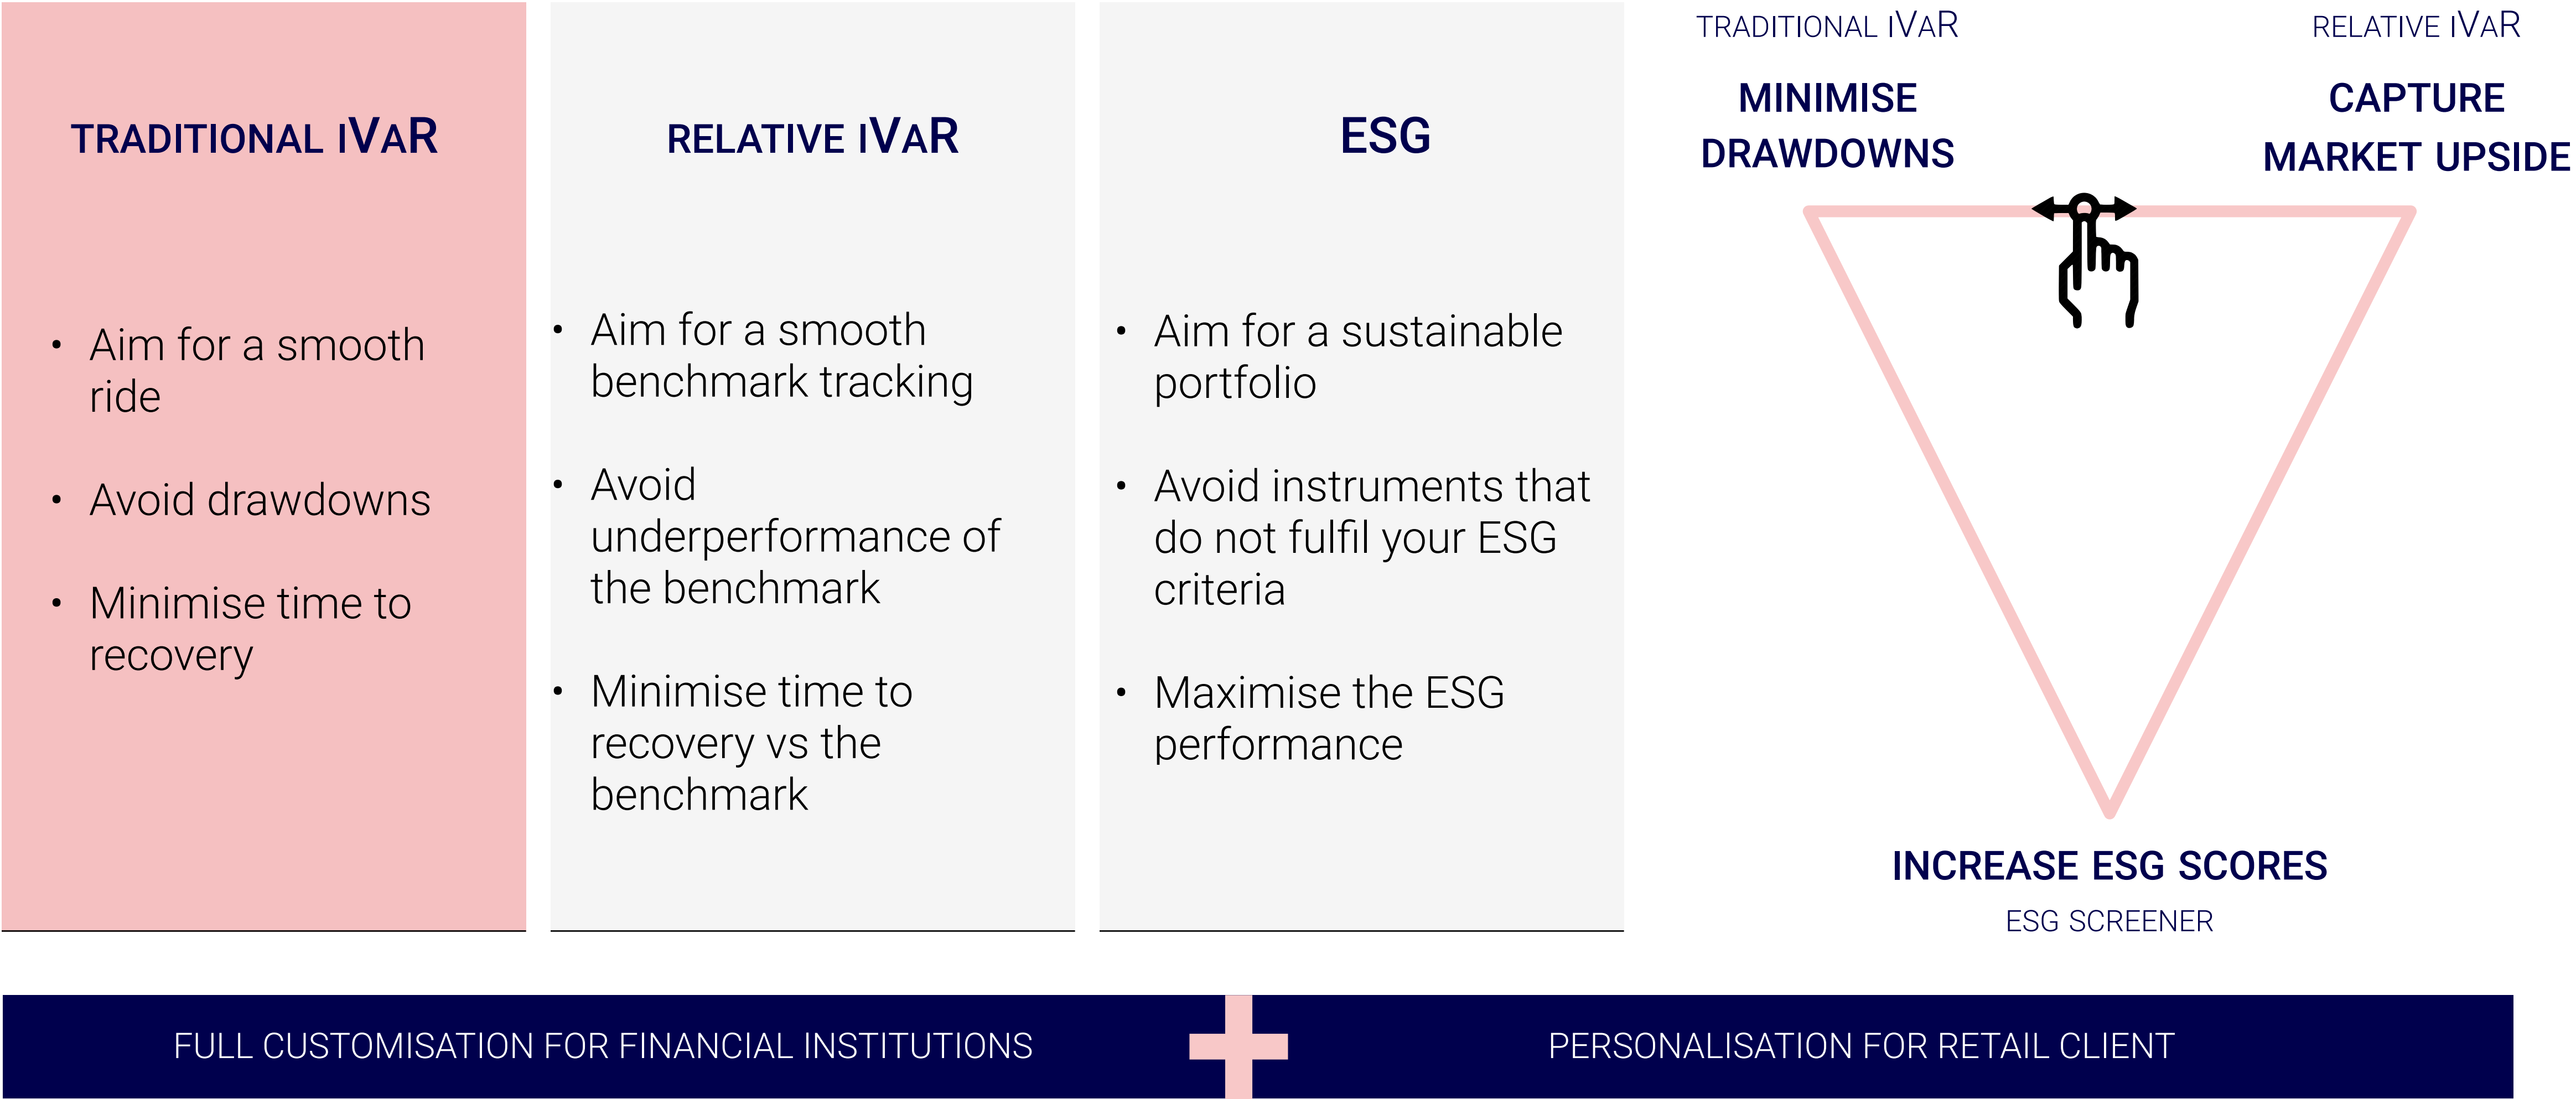 TRADITIONAL IVAR
• Aim for a smooth
ride
• Avoid drawdowns
• Minimise time to
recovery
RELATIVE IVAR
• Aim for a smooth
benchmark tracking
• Avoid
underperformance of
the benchmark
• Minimise time to
recovery vs the
benchmark
ESG
• Aim for a sustainable
portfolio
• Avoid instruments that
do not fulfil your ESG
criteria
• Maximise the ESG
performance
TRADITIONAL IVAR
MINIMISE
DRAWDOWNS
RELATIVE IVAR
CAPTURE
MARKET UPSIDE
INCREASE ESG SCORES
ESG SCREENER
FULL CUSTOMISATION FOR FINANCIAL INSTITUTIONS
PERSONALISATION FOR RETAIL CLIENT